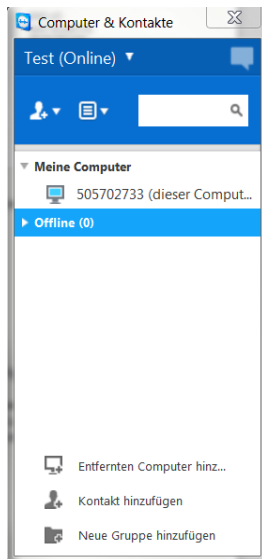 Computer & Kontakte
Test (Online)
Meine Computer
505702733 (dieser Comput...
Offline (0)
Entfernten Computer hinz...
Kontakt hinzufügen
Neue Gruppe hinzufügen